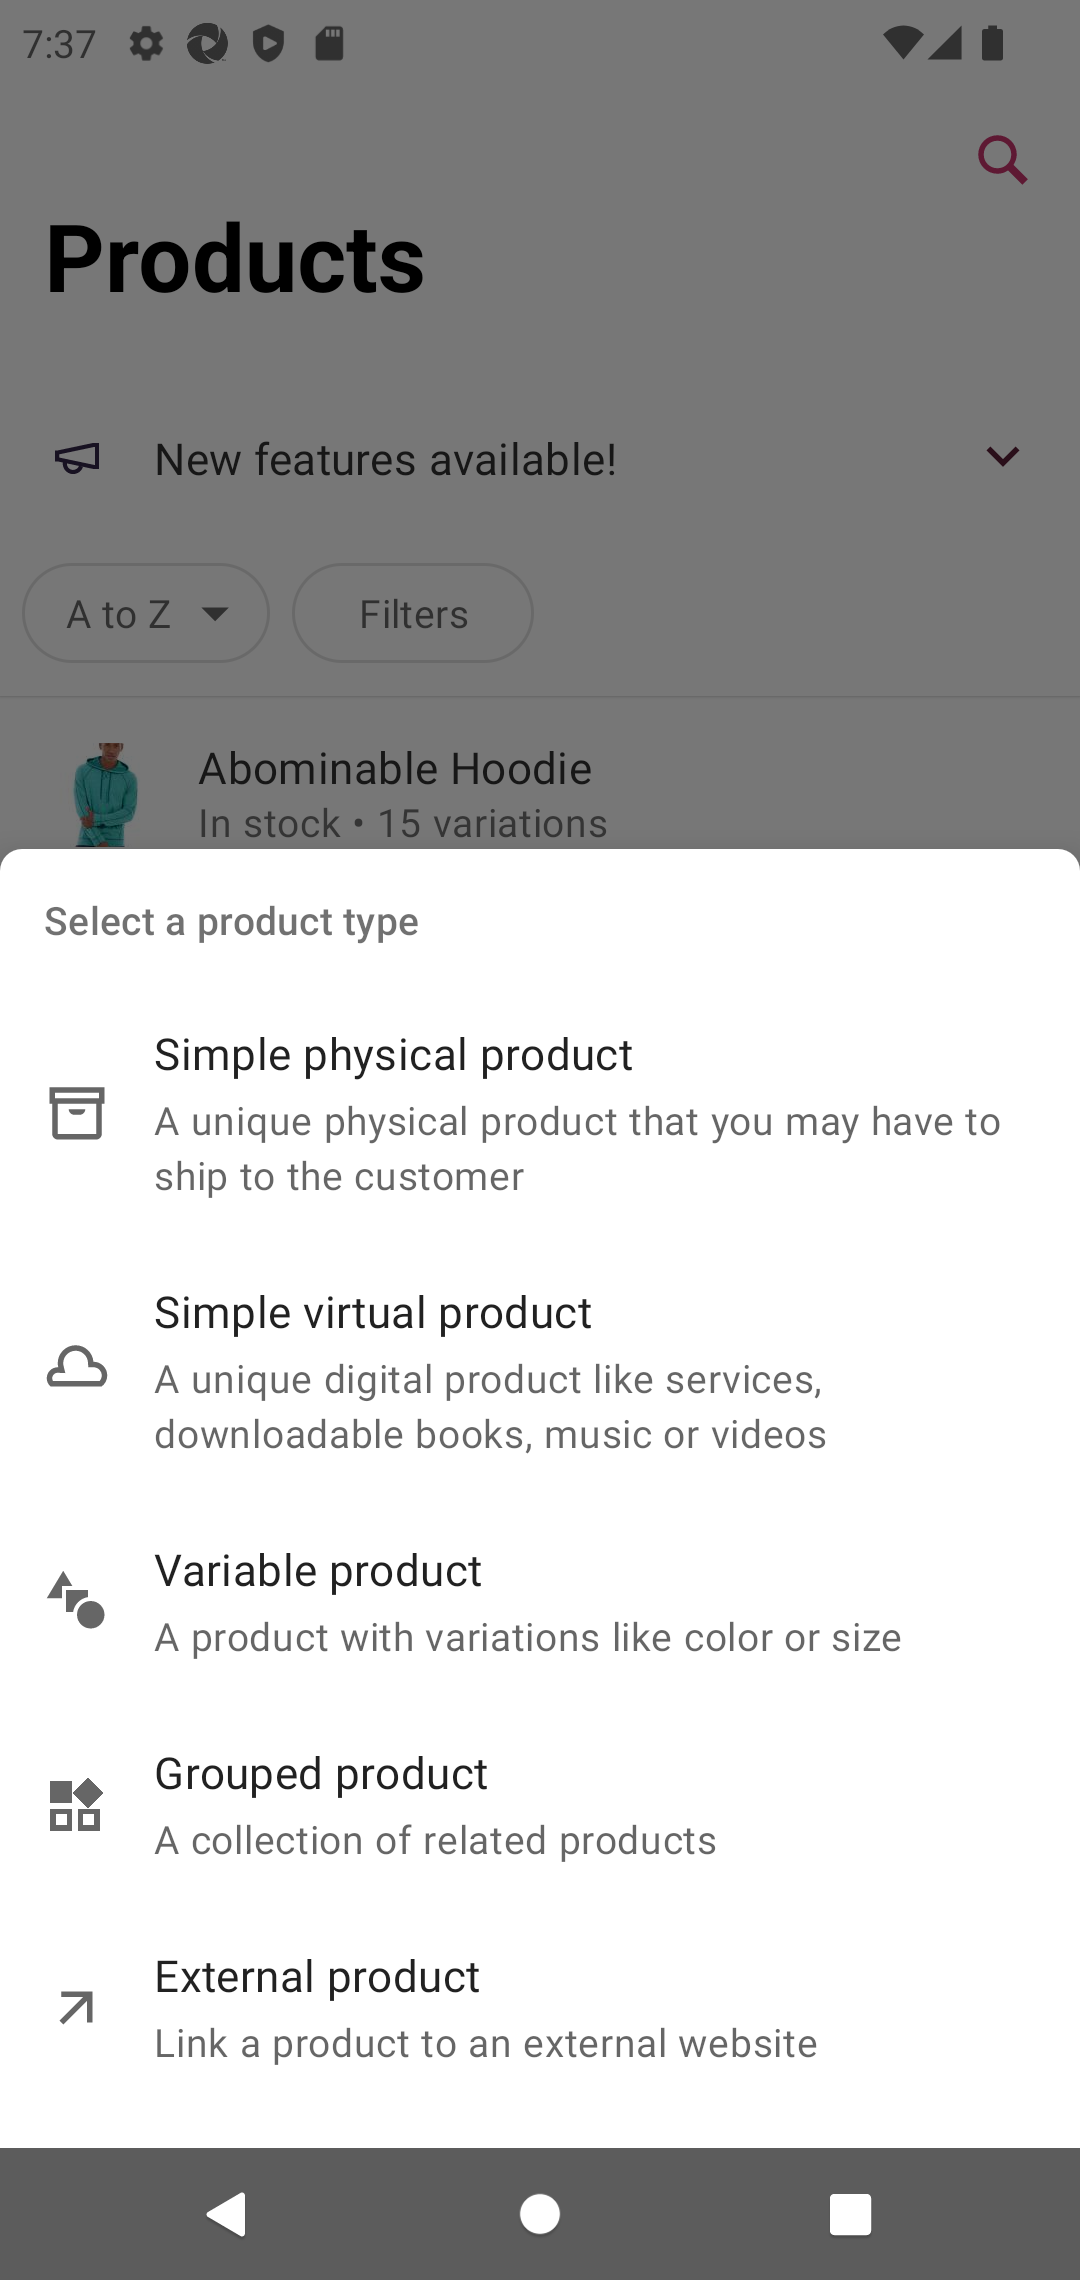 7:37
Products
New features available!
A to Z
Filters
Abominable Hoodie
In stock • 15 variations
Select a product type
Simple physical product
A unique physical product that you may have to
ship to the customer
Simple virtual product
A unique digital product like services,
downloadable books, music or videos
Variable product
A product with variations like color or size
Grouped product
A collection of related products
External product
Link a product to an external website